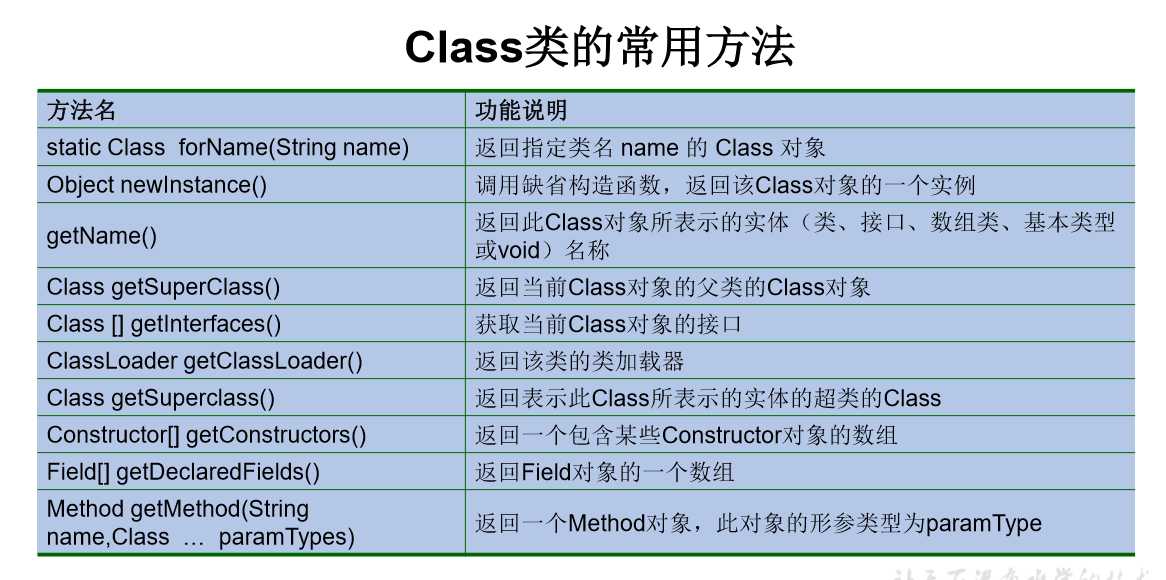 Class类的常用方法
方法名 功能说明
static Class forName(String name) 返回指定类名 name 的 Class 对象
Object newInstance() 调用缺省构造函数，返回该Class对象的一个实例
getName() 返回此Class对象所表示的实体（类、接口、数组类、基本类型
或void）名称
Class getSuperClass() 返回当前Class对象的父类的Class对象
Class [] getInterfaces() 获取当前Class对象的接口
ClassLoader getClassLoader() 返回该类的类加载器
Class getSuperclass() 返回表示此Class所表示的实体的超类的Class
Constructor[] getConstructors() 返回一个包含某些Constructor对象的数组
Field[] getDeclaredFields() 返回Field对象的一个数组
Method getMethod(String
name,Class … paramTypes) 返回一个Method对象，此对象的形参类型为paramType